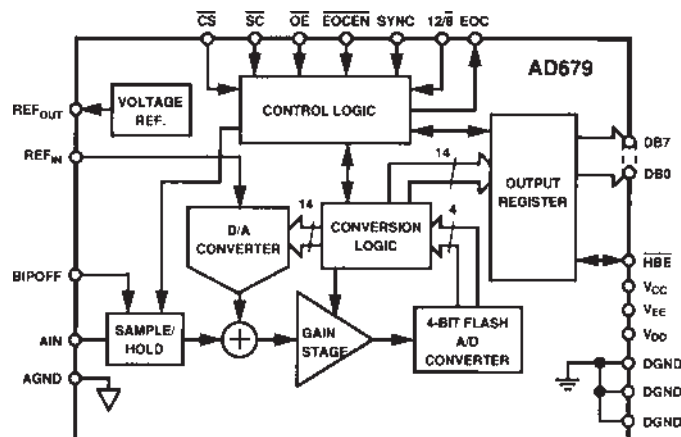 CS SC OE EOCEN SYNC 12/8 EOC
AD679
REFOUT
VOLTAGE
REF.
CONTROL LOGIC
REFIN
14
DB7
DB0
OUTPUT
REGISTER
D/A
CONVERTER
14
CONVERSION
LOGIC
4
HBE
BIPOFF
VCC
VEE
VDD
AIN
SAMPLE/
HOLD
+
GAIN
STAGE
4-BIT FLASH
A/D
CONVERTER
AGND
DGND
DGND
DGND